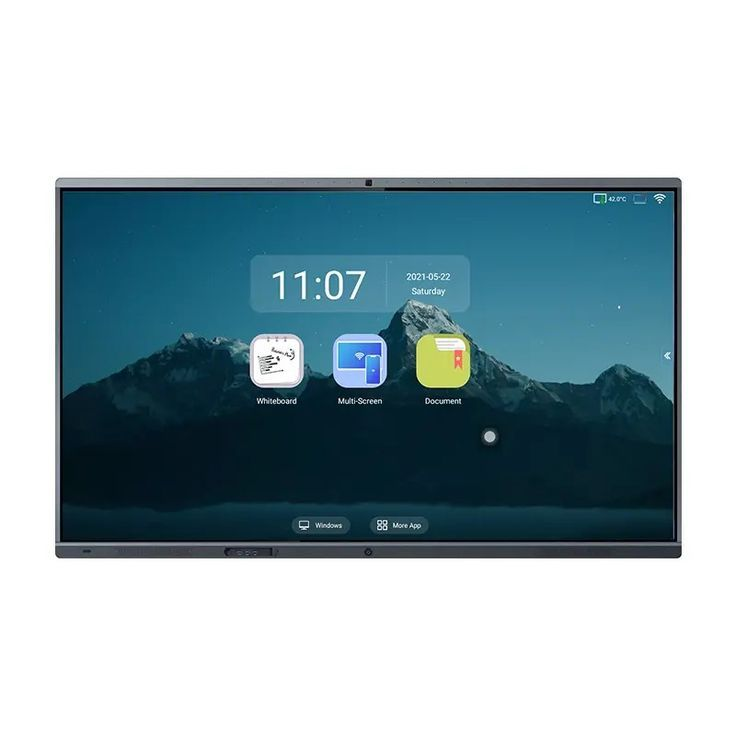 42.0°C
11:07
2021-05-22
Saturday
Whiteboard
Multi-Screen
Document
Windows
More App